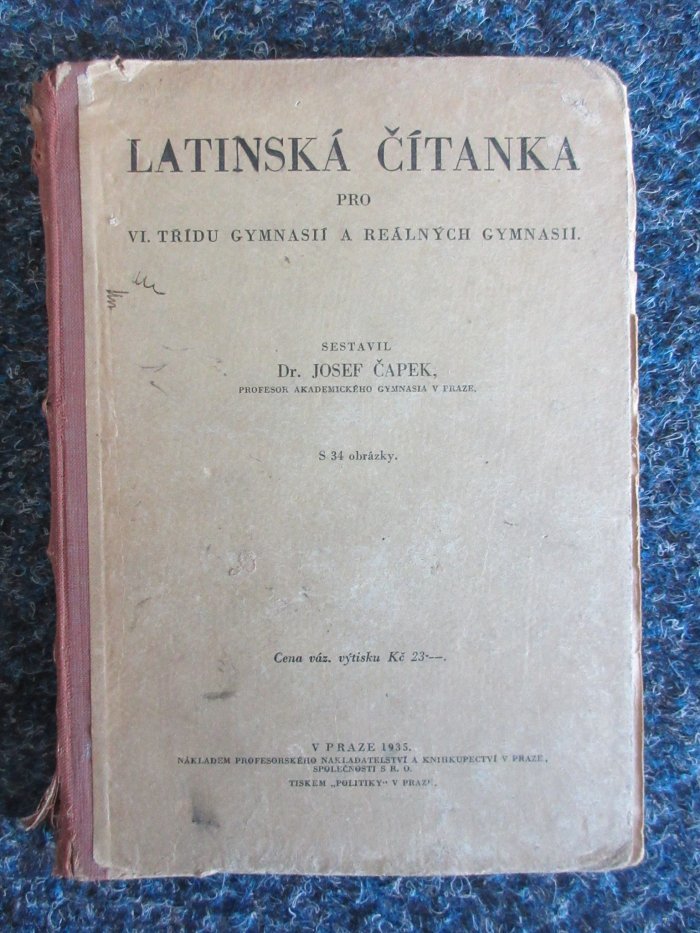 LATINSKÁ ČÍTANKA
PRO
VI. TŘÍDU GYMNASIÍ A REÁLNÝCH GYMNASIÍ.
SESTAVIL
Dr. JOSEF ČAPEK,
PROFESOR AKADEMICKÉHO GYMNASIA V PRAZE.
S 34 obrázky.
Cena váz. výtisku Kč 23·—.
V PRAZE 1935.
NÁKLADEM PROFESORSKÉHO NAKLADATELSTVÍ A KNIHKUPECTVÍ V PRAZE,
SPOLEČNOSTI S R. O.
TISKEM „POLITIKY“ V PRAZE.